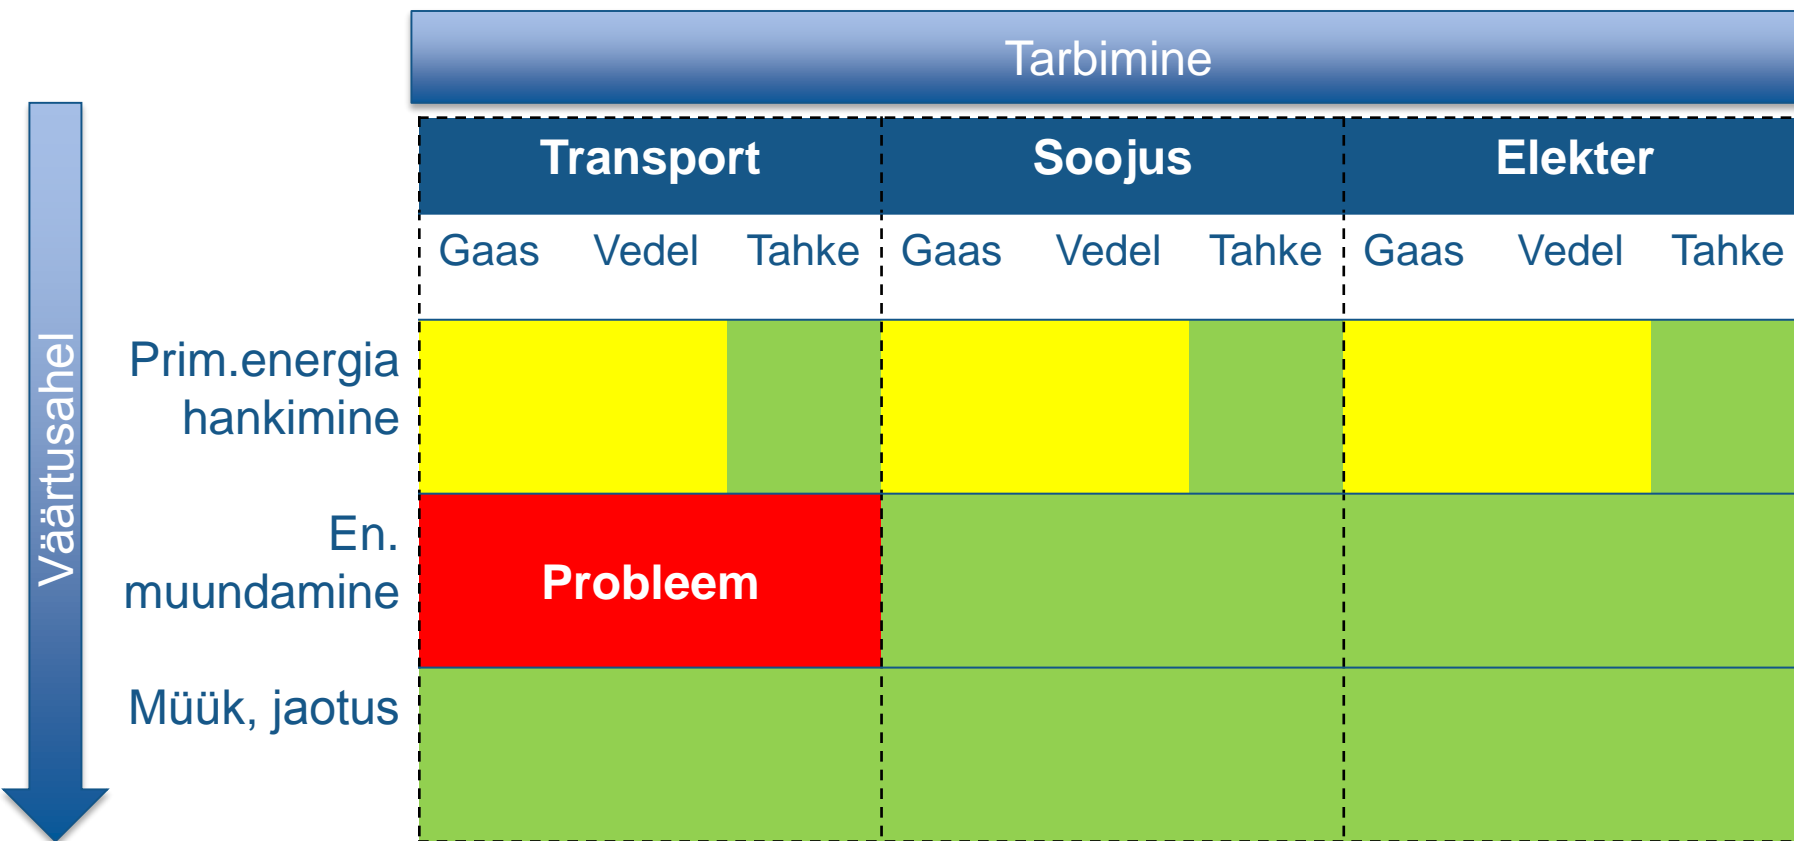 Tarbimine
Väärtusahel
Transport Soojus Elekter
Gaas Vedel Tahke Gaas Vedel Tahke Gaas Vedel Tahke
Prim.energia
hankimine
En.
muundamine
Probleem
Müük, jaotus